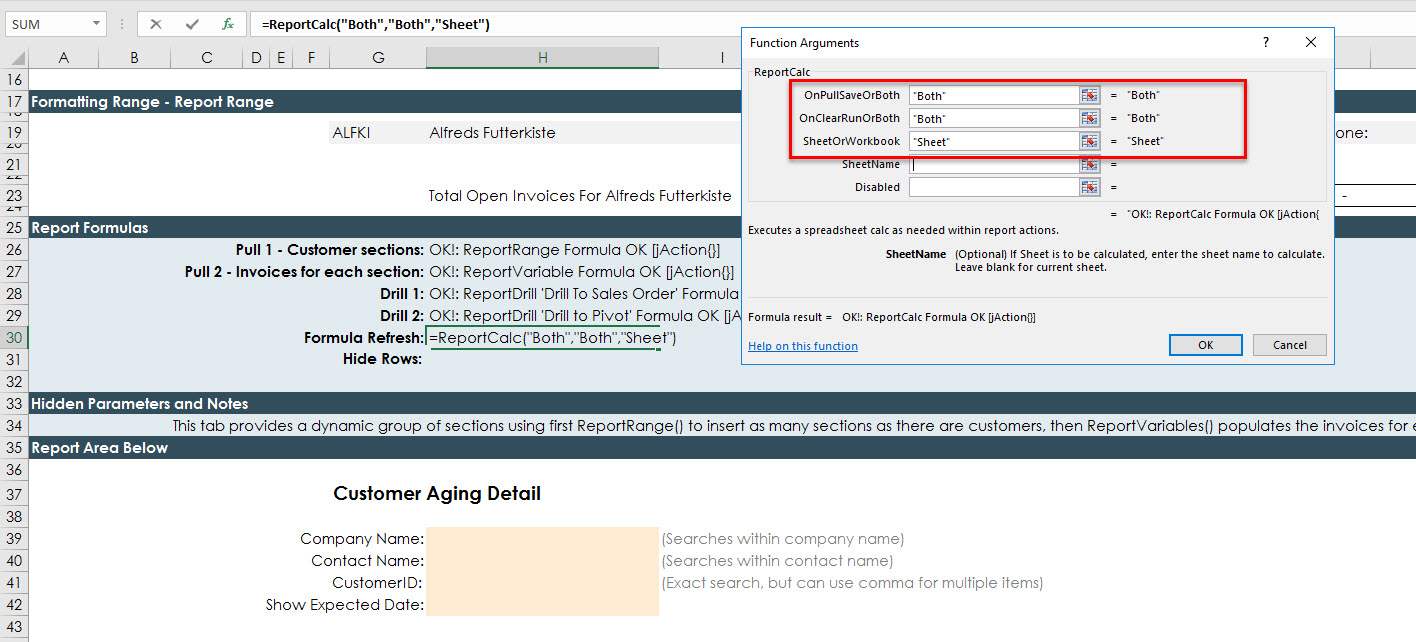 SUM =ReportCalc("Both","Both","Sheet")
A B C D E F G H I
16
17 Formatting Range - Report Range
18
19 ALFKI Alfreds Futterkiste one:
20
21
22
23 Total Open Invoices For Alfreds Futterkiste -
24
25 Report Formulas
26 Pull 1 - Customer sections: OK!: ReportRange Formula OK [jAction{}]
27 Pull 2 - Invoices for each section: OK!: ReportVariable Formula OK [jAction{}]
28 Drill 1: OK!: ReportDrill 'Drill To Sales Order' Formula
29 Drill 2: OK!: ReportDrill 'Drill to Pivot' Formula OK [jA
30 Formula Refresh: =ReportCalc("Both","Both","Sheet")
31 Hide Rows:
32
33 Hidden Parameters and Notes
34 This tab provides a dynamic group of sections using first ReportRange() to insert as many sections as there are customers, then ReportVariables() populates the invoices for e
35 Report Area Below
36
37 Customer Aging Detail
38
39 Company Name: (Searches within company name)
40 Contact Name: (Searches within contact name)
41 CustomerID: (Exact search, but can use comma for multiple items)
42 Show Expected Date:
43
Function Arguments ?
ReportCalc
OnPullSaveOrBoth "Both" = "Both"
OnClearRunOrBoth "Both" = "Both"
SheetOrWorkbook "Sheet" = "Sheet"
SheetName =
Disabled =
= "OK!: ReportCalc Formula OK [jAction{
Executes a spreadsheet calc as needed within report actions.
SheetName (Optional) If Sheet is to be calculated, enter the sheet name to calculate.
Leave blank for current sheet.
Formula result = OK!: ReportCalc Formula OK [jAction{}]
Help on this function OK Cancel